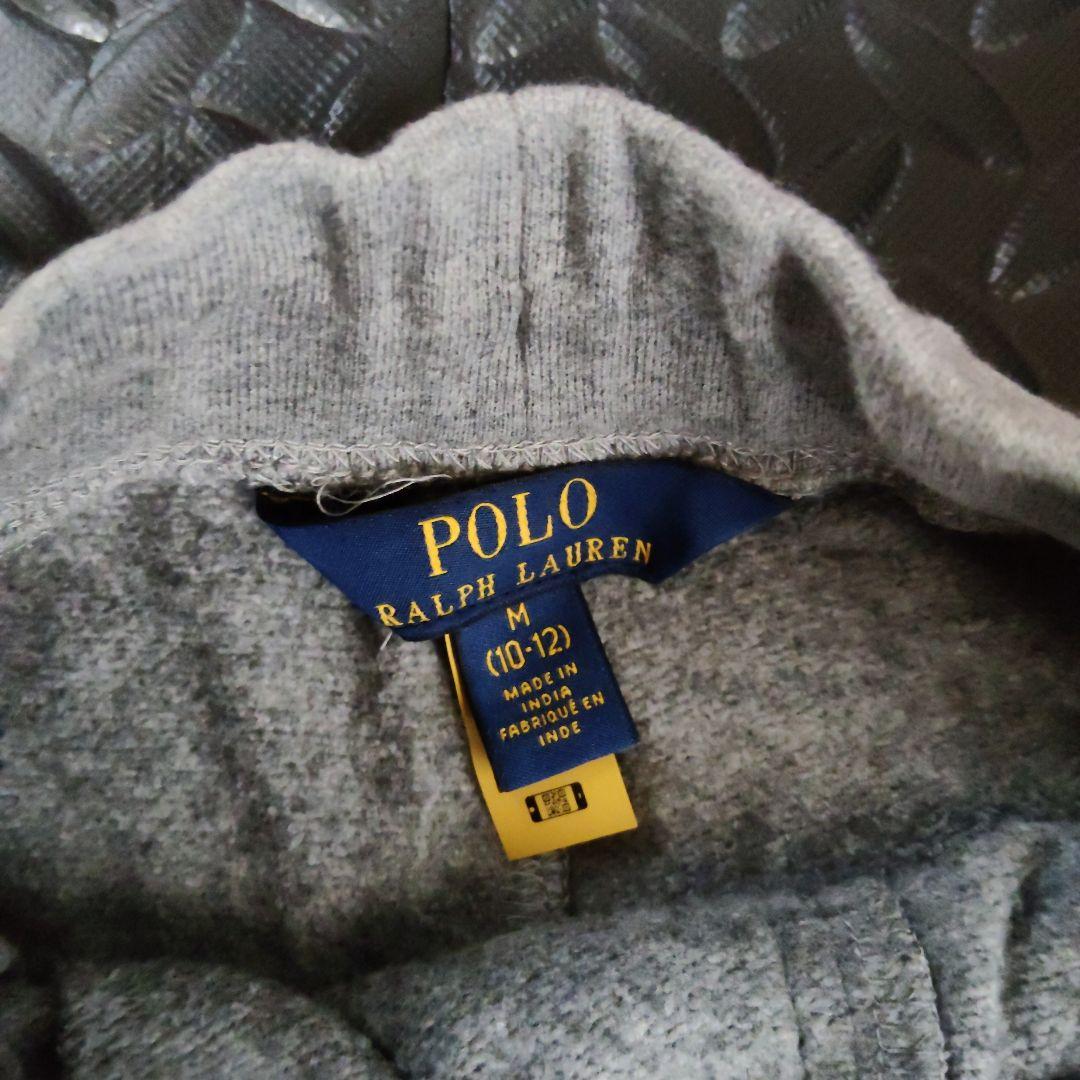 POLO
RALPH LAUREN
M
(10-12)
MADE IN
INDIA
FABRIQUÉ EN
INDE